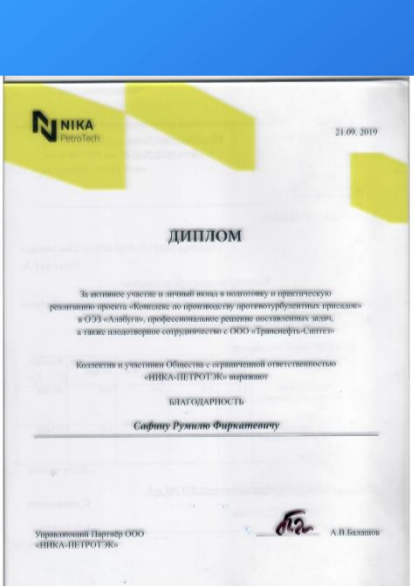 NIKA
PetroTech
21.09. 2019
ДИПЛОМ
За активное участие и личный вклад в подготовку и практическую
реализацию проекта «Комплекс по производству противотурбулентных присадок»
в ОЭЗ «Алабуга», профессиональное решение поставленных задач,
а также плодотворное сотрудничество с ООО «Транснефть-Синтез»
Коллектив и участники Общества с ограниченной ответственностью
«НИКА-ПЕТРОТЭК» выражают
БЛАГОДАРНОСТЬ
Сафину Румилю Фиркатевичу
Управляющий Партнёр ООО
«НИКА-ПЕТРОТЭК»
А.В.Балашов